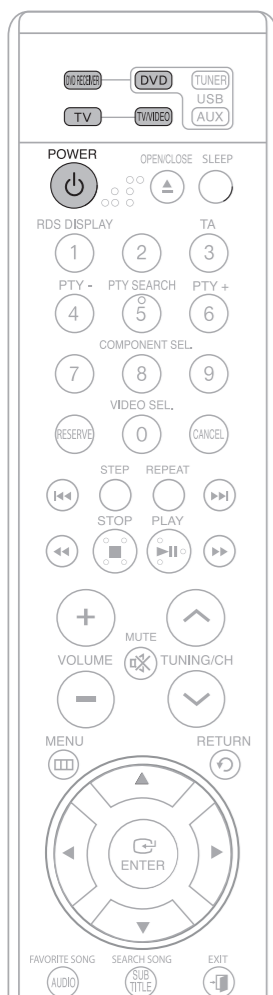 DVD RECEIVER DVD TUNER
USB
TV TV/VIDEO AUX
POWER OPEN/CLOSE SLEEP
RDS DISPLAY TA
1 2 3
PTY - PTY SEARCH PTY +
4 5 6
COMPONENT SEL.
7 8 9
VIDEO SEL.
RESERVE 0 CANCEL
STEP REPEAT
STOP PLAY
+
MUTE
VOLUME TUNING/CH
−
MENU RETURN
ENTER
FAVORITE SONG SEARCH SONG EXIT
AUDIO SUB TITLE